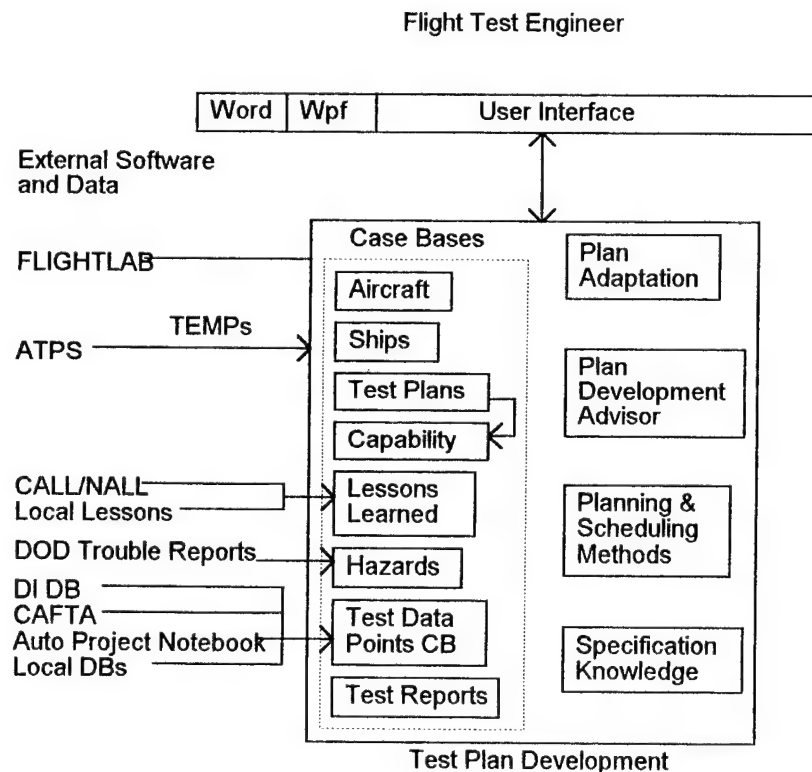 Flight Test Engineer
Word Wpf User Interface
External Software
and Data
Case Bases
FLIGHTLAB
TEMPs
ATPS
Aircraft
Ships
Test Plans
Capability
CALL/NALL
Local Lessons
Lessons
Learned
DOD Trouble Reports
Hazards
DI DB
CAFTA
Auto Project Notebook
Local DBs
Test Data
Points CB
Test Reports
Plan
Adaptation
Plan
Development
Advisor
Planning &
Scheduling
Methods
Specification
Knowledge
Test Plan Development